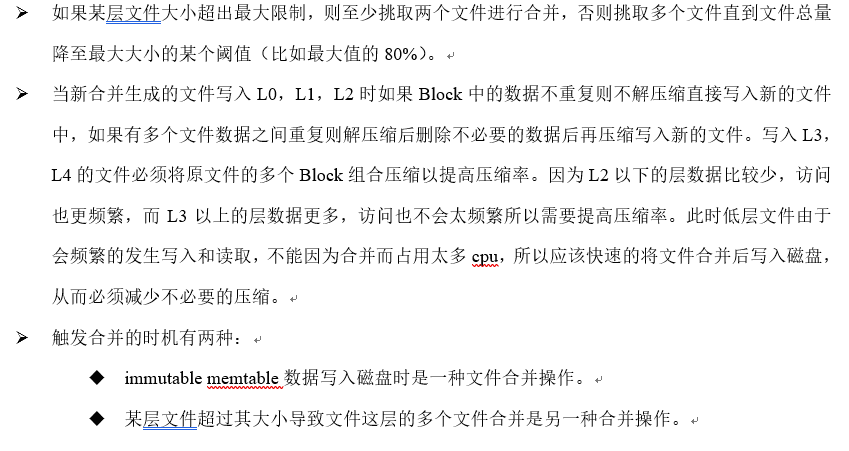 ➢ 如果某层文件大小超出最大限制，则至少挑取两个文件进行合并，否则挑取多个文件直到文件总量
降至最大大小的某个阈值（比如最大值的 80%）。
➢ 当新合并生成的文件写入 L0，L1，L2 时如果 Block 中的数据不重复则不解压缩直接写入新的文件
中，如果有多个文件数据之间重复则解压缩后删除不必要的数据后再压缩写入新的文件。写入 L3，
L4 的文件必须将原文件的多个 Block 组合压缩以提高压缩率。因为 L2 以下的层数据比较少，访问
也更频繁，而 L3 以上的层数据更多，访问也不会太频繁所以需要提高压缩率。此时低层文件由于
会频繁的发生写入和读取，不能因为合并而占用太多 cpu，所以应该快速的将文件合并后写入磁盘，
从而必须减少不必要的压缩。
➢ 触发合并的时机有两种：
◆ immutable memtable 数据写入磁盘时是一种文件合并操作。
◆ 某层文件超过其大小导致文件这层的多个文件合并是另一种合并操作。